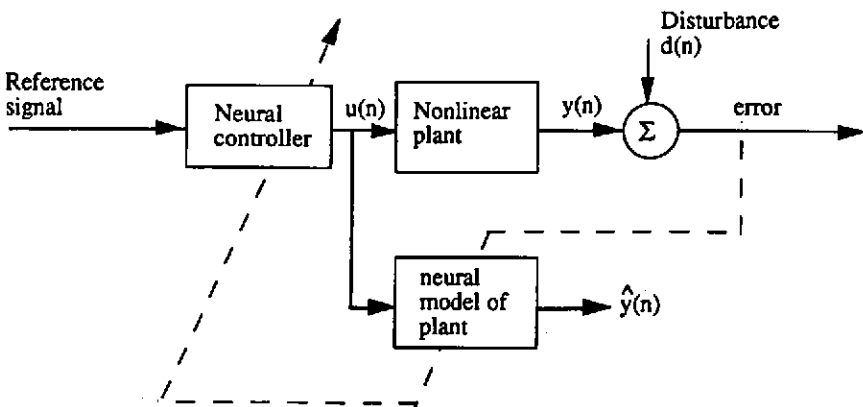 Disturbance
d(n)
Reference
signal
Neural
controller
u(n)
Nonlinear
plant
y(n)
Σ
error
neural
model of
plant
ŷ(n)